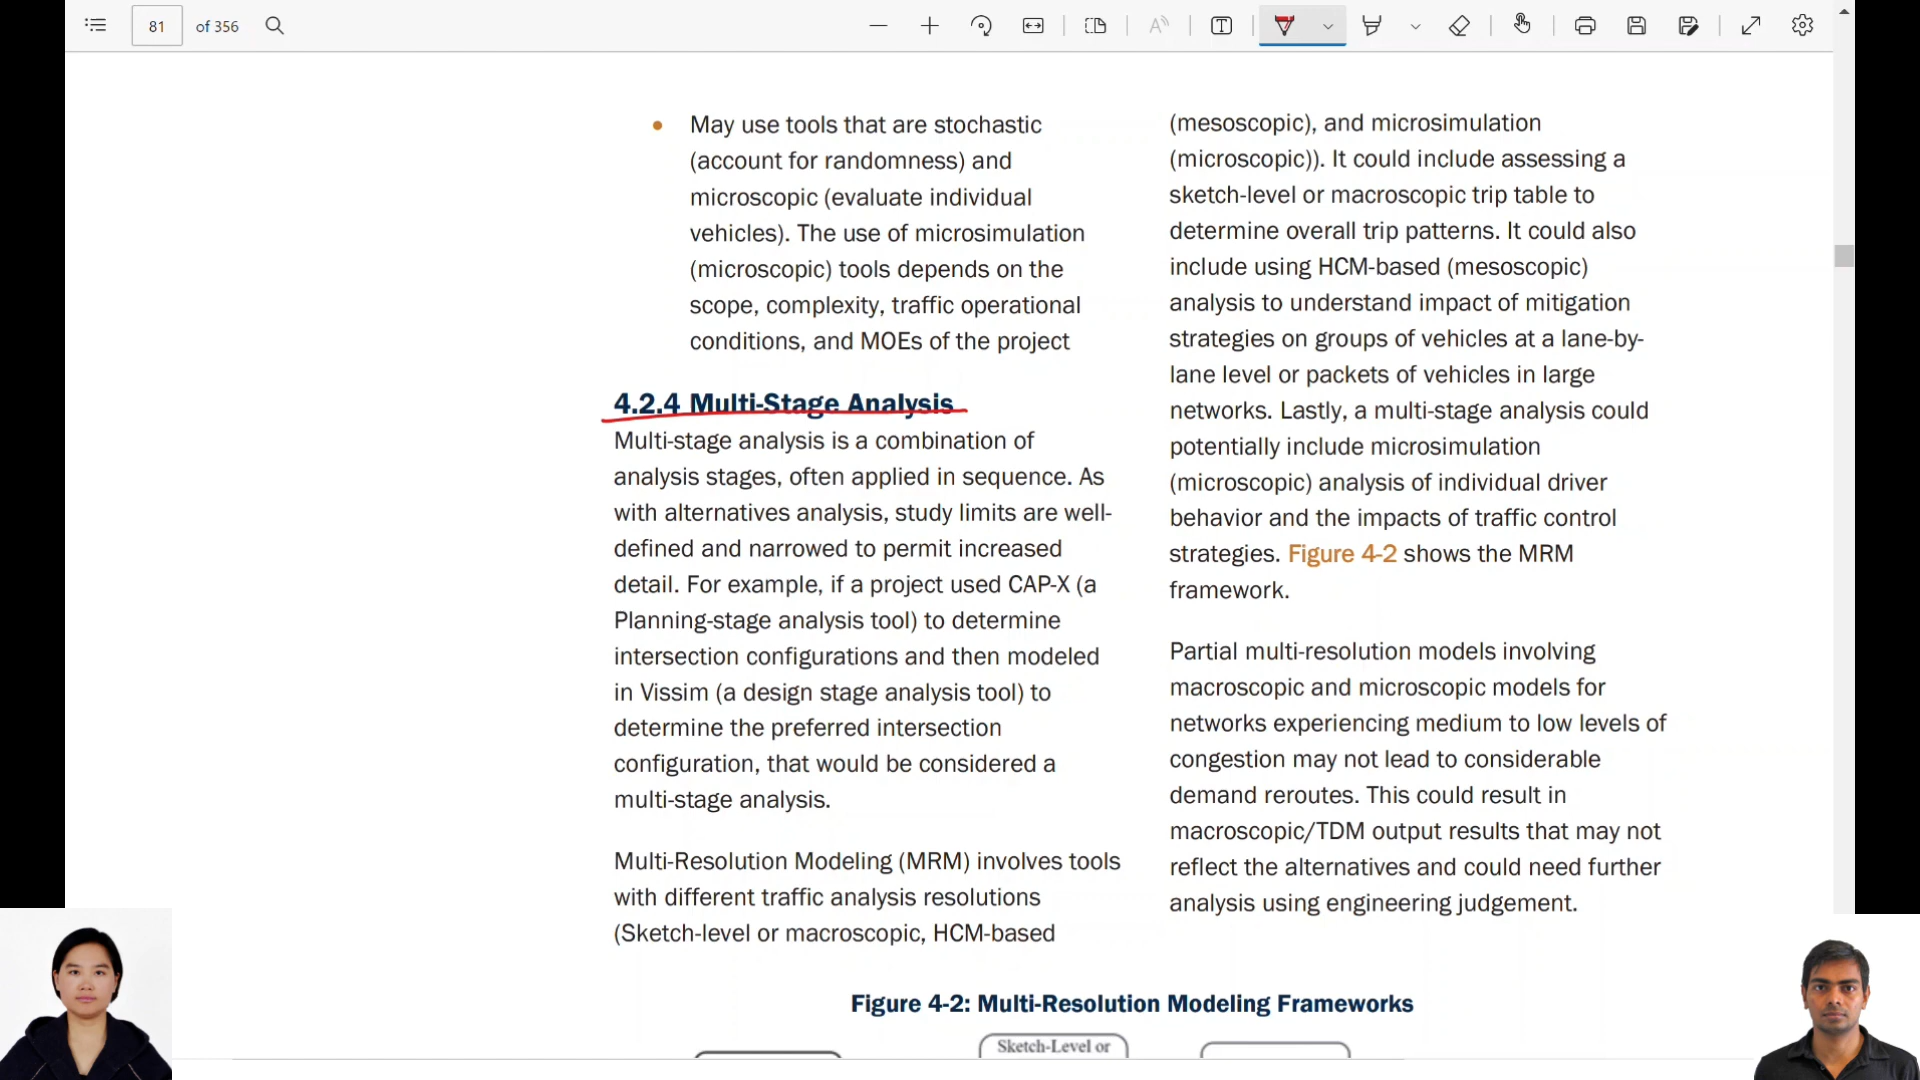 81 of 356
May use tools that are stochastic
(account for randomness) and
microscopic (evaluate individual
vehicles). The use of microsimulation
(microscopic) tools depends on the
scope, complexity, traffic operational
conditions, and MOEs of the project
4.2.4 Multi-Stage Analysis
Multi-stage analysis is a combination of
analysis stages, often applied in sequence. As
with alternatives analysis, study limits are well-
defined and narrowed to permit increased
detail. For example, if a project used CAP-X (a
Planning-stage analysis tool) to determine
intersection configurations and then modeled
in Vissim (a design stage analysis tool) to
determine the preferred intersection
configuration, that would be considered a
multi-stage analysis.
Multi-Resolution Modeling (MRM) involves tools
with different traffic analysis resolutions
(Sketch-level or macroscopic, HCM-based
(mesoscopic), and microsimulation
(microscopic)). It could include assessing a
sketch-level or macroscopic trip table to
determine overall trip patterns. It could also
include using HCM-based (mesoscopic)
analysis to understand impact of mitigation
strategies on groups of vehicles at a lane-by-
lane level or packets of vehicles in large
networks. Lastly, a multi-stage analysis could
potentially include microsimulation
(microscopic) analysis of individual driver
behavior and the impacts of traffic control
strategies. Figure 4-2 shows the MRM
framework.
Partial multi-resolution models involving
macroscopic and microscopic models for
networks experiencing medium to low levels of
congestion may not lead to considerable
demand reroutes. This could result in
macroscopic/TDM output results that may not
reflect the alternatives and could need further
analysis using engineering judgement.
Figure 4-2: Multi-Resolution Modeling Frameworks
Sketch-Level or